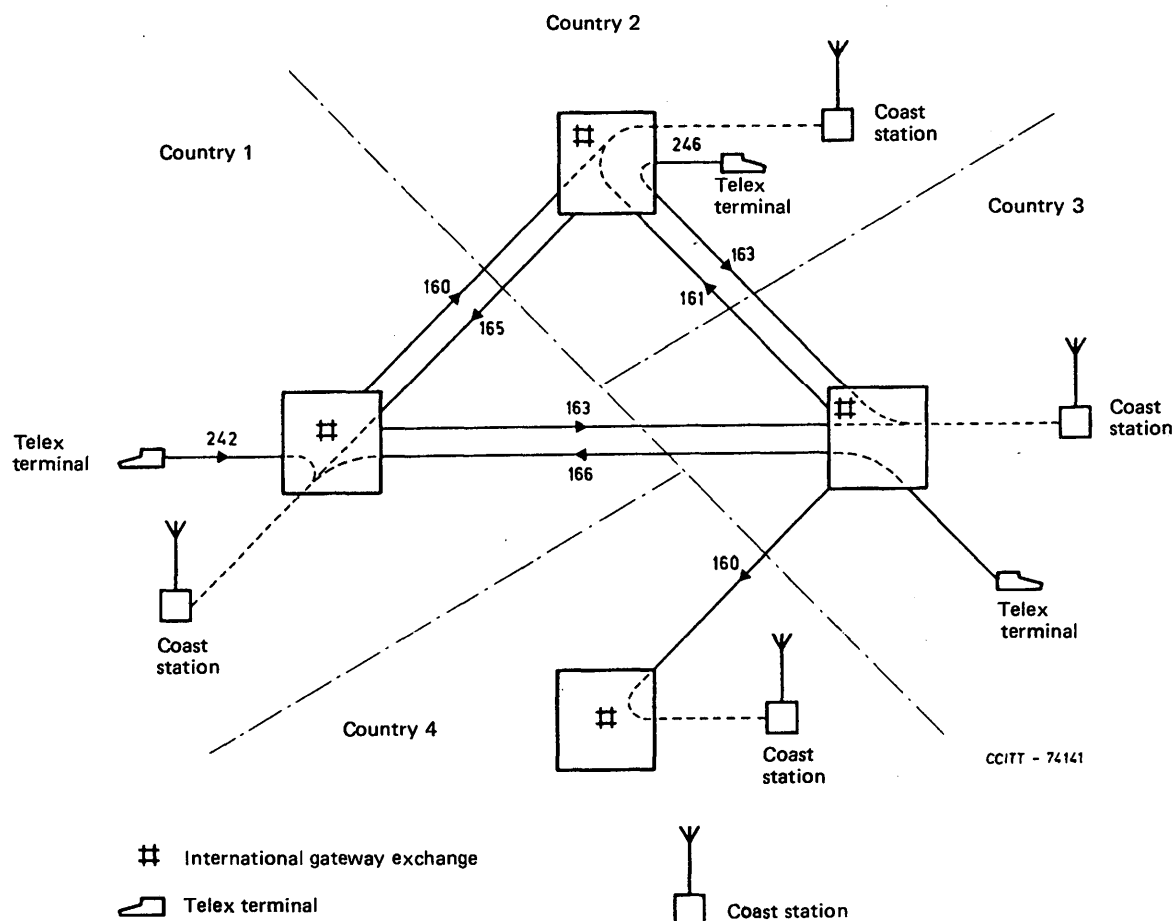 Country 2
Coast
station
Country 1
246
Telex
terminal
Country 3
163
160
161
165
Coast
station
163
Telex
terminal
242
166
160
Telex
terminal
Coast
station
Country 4
Coast
station
CCITT - 74141
International gateway exchange
Telex terminal
Coast station